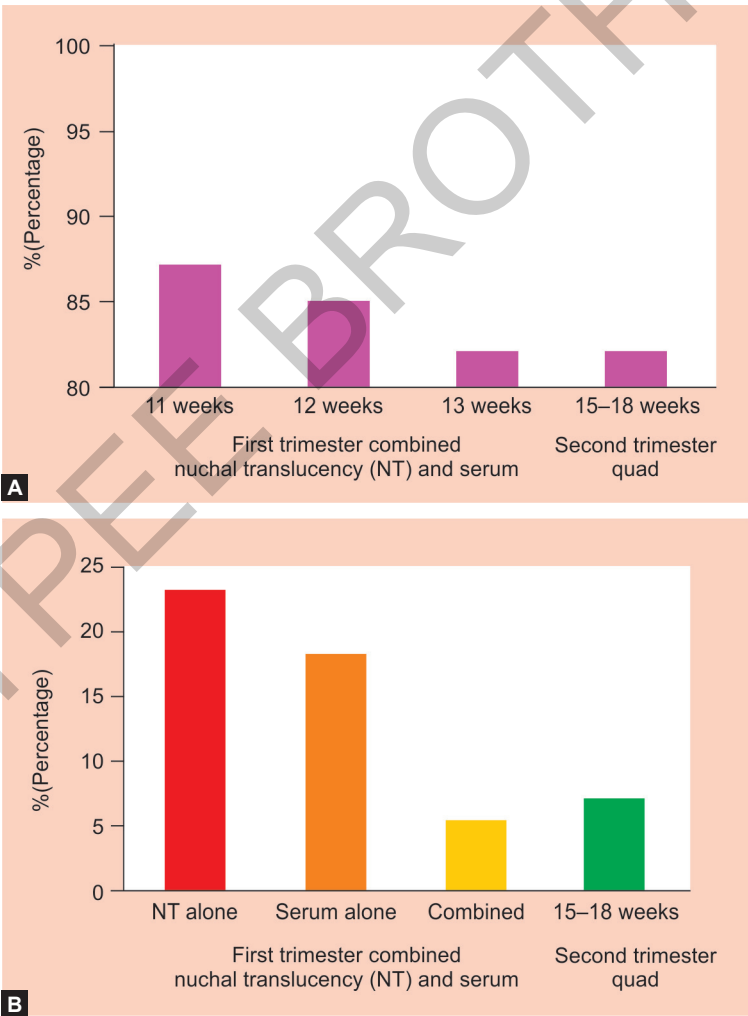 100
95
90
85
80
%(Percentage)
11 weeks 12 weeks 13 weeks 15–18 weeks
First trimester combined
nuchal translucency (NT) and serum
Second trimester
quad
A
25
20
15
10
5
0
%(Percentage)
NT alone Serum alone Combined 15–18 weeks
First trimester combined
nuchal translucency (NT) and serum
Second trimester
quad
B
PEE BROTH